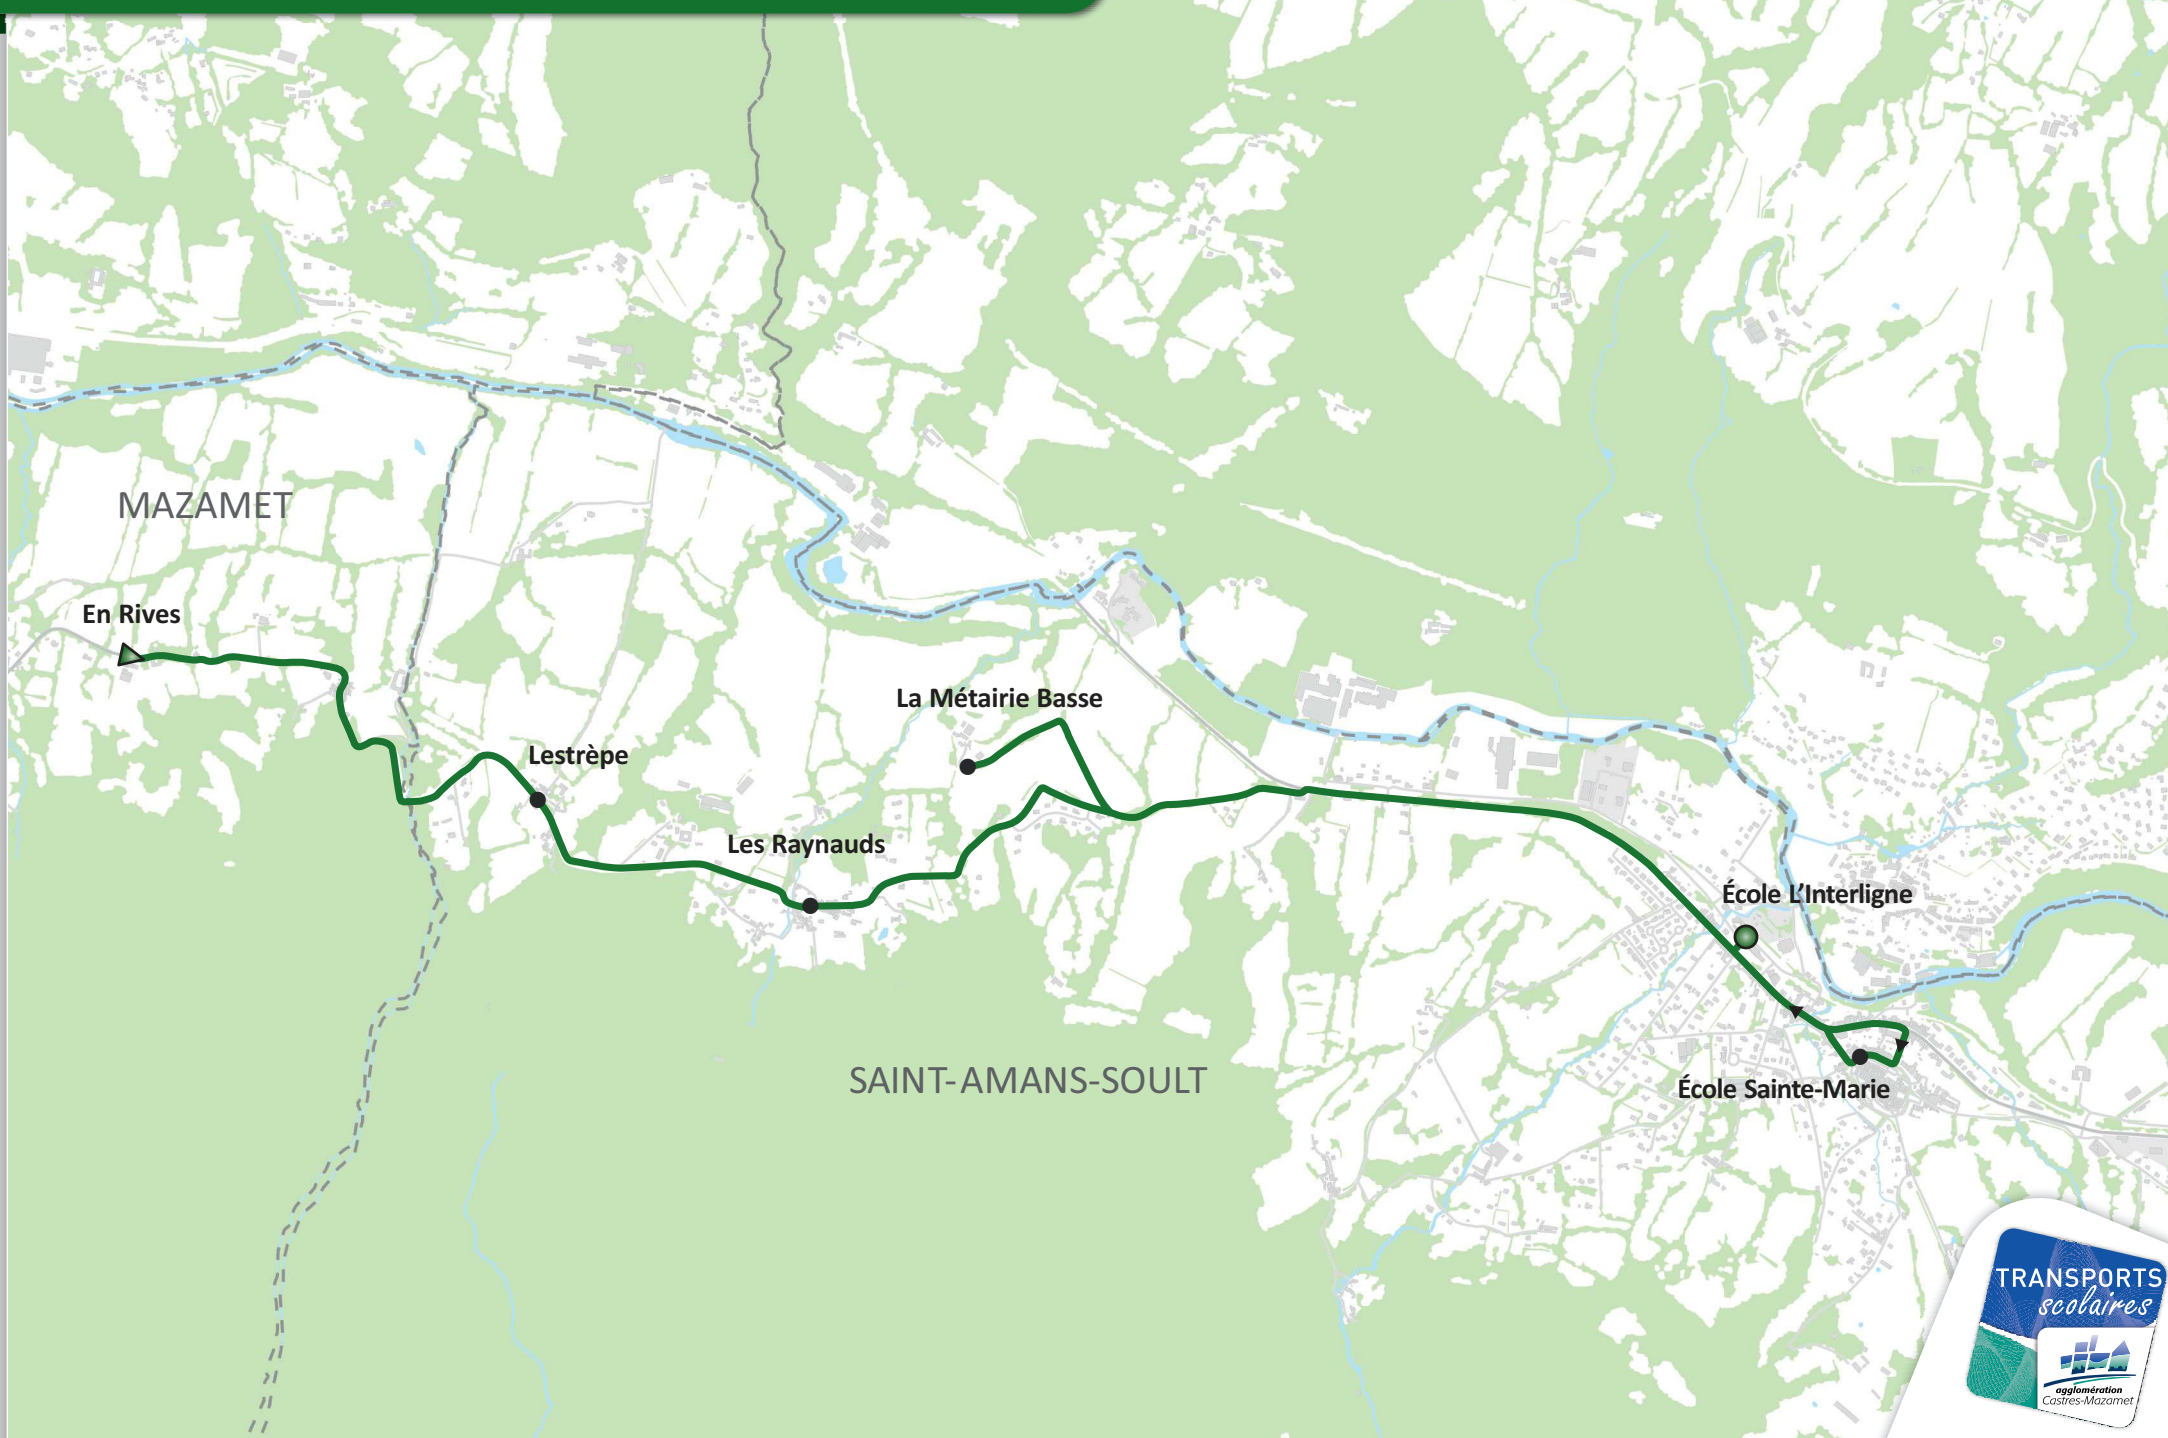 MAZAMET
En Rives
La Métairie Basse
Lestrèpe
Les Raynauds
École L’Interligne
SAINT-AMANS-SOULT
École Sainte-Marie
TRANSPORTS
scolaires
agglomération
Castres-Mazamet